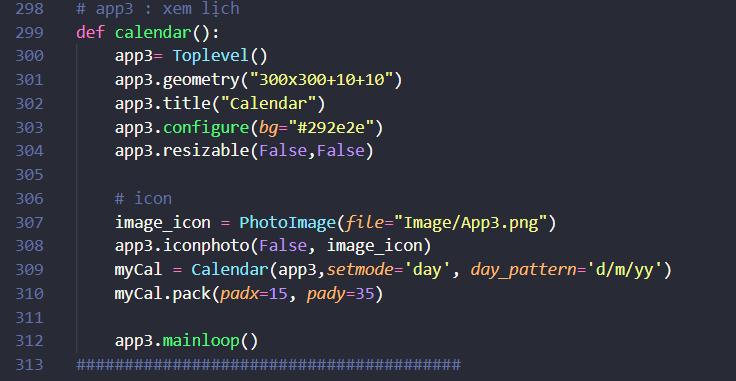 298 # app3 : xem lịch
299 def calendar():
300 app3= Toplevel()
301 app3.geometry("300x300+10+10")
302 app3.title("Calendar")
303 app3.configure(bg="#292e2e")
304 app3.resizable(False,False)
305
306 # icon
307 image_icon = PhotoImage(file="Image/App3.png")
308 app3.iconphoto(False, image_icon)
309 myCal = Calendar(app3,setmode='day', day_pattern='d/m/yy')
310 myCal.pack(padx=15, pady=35)
311
312 app3.mainloop()
313 ########################################